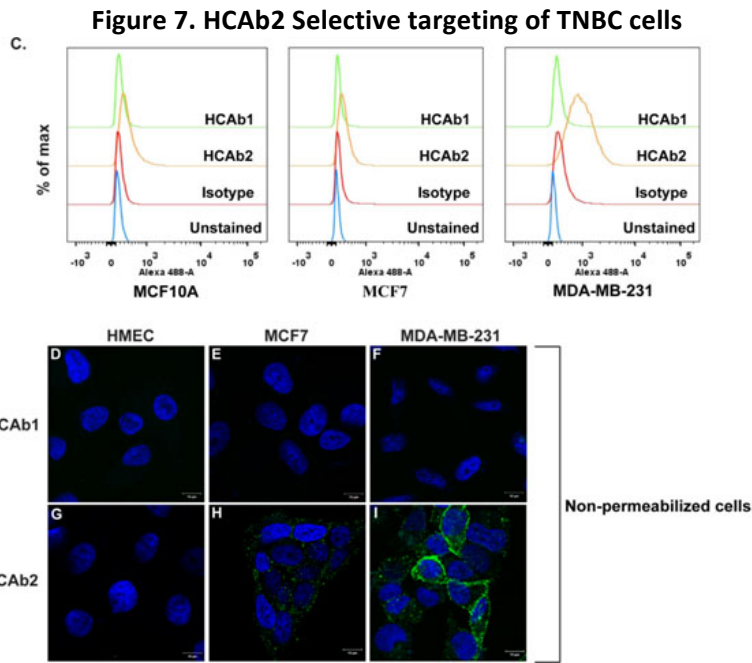 Figure 7. HCAb2 Selective targeting of TNBC cells
C.
% of max
HCAb1
HCAb2
Isotype
Unstained
-10³ 0 10³ 10⁴ 10⁵
Alexa 488-A
MCF10A
HCAb1
HCAb2
Isotype
Unstained
-10³ 0 10³ 10⁴ 10⁵
Alexa 488-A
MCF7
HCAb1
HCAb2
Isotype
Unstained
-10³ 0 10³ 10⁴ 10⁵
Alexa 488-A
MDA-MB-231
HMEC MCF7 MDA-MB-231
CAb1
D E F
CAb2
G H I
Non-permeabilized cells